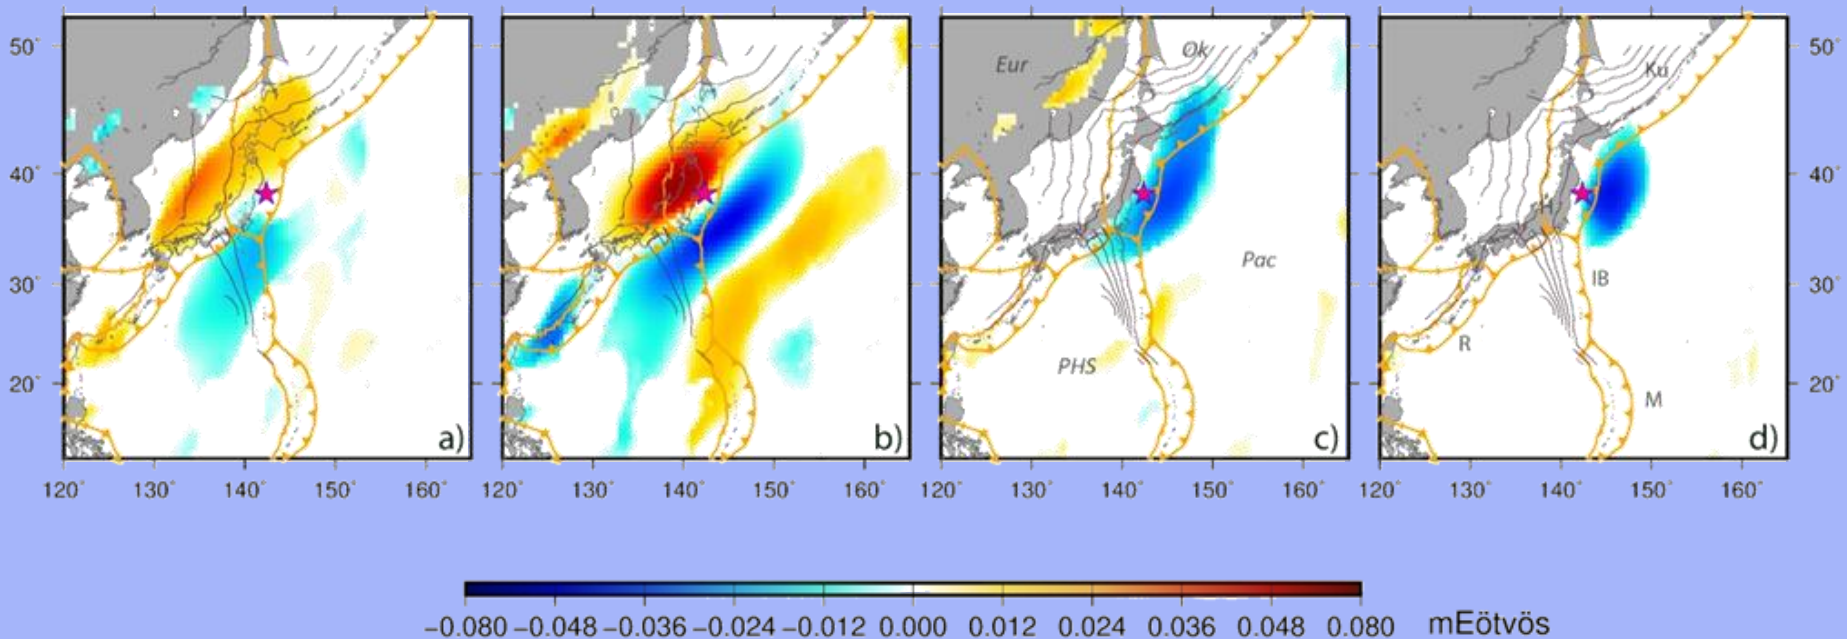 50° 50°
40° 40°
30° 30°
20° 20°
a)
b)
Eur
Ok
Pac
PHS
c)
Ku
H
IB
R
M
d)
120° 130° 140° 150° 160° 120° 130° 140° 150° 160° 120° 130° 140° 150° 160° 120° 130° 140° 150° 160°
−0.080 −0.048 −0.036 −0.024 −0.012 0.000 0.012 0.024 0.036 0.048 0.080 mEötvös